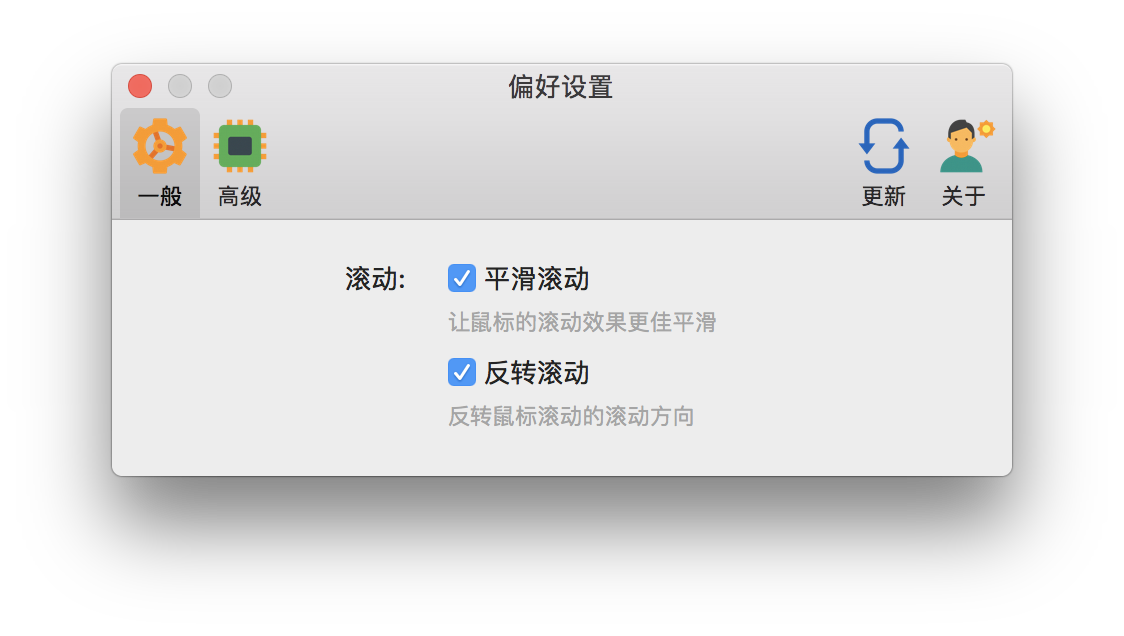 偏好设置
一般 高级 更新 关于
滚动: 平滑滚动
让鼠标的滚动效果更佳平滑
反转滚动
反转鼠标滚动的滚动方向